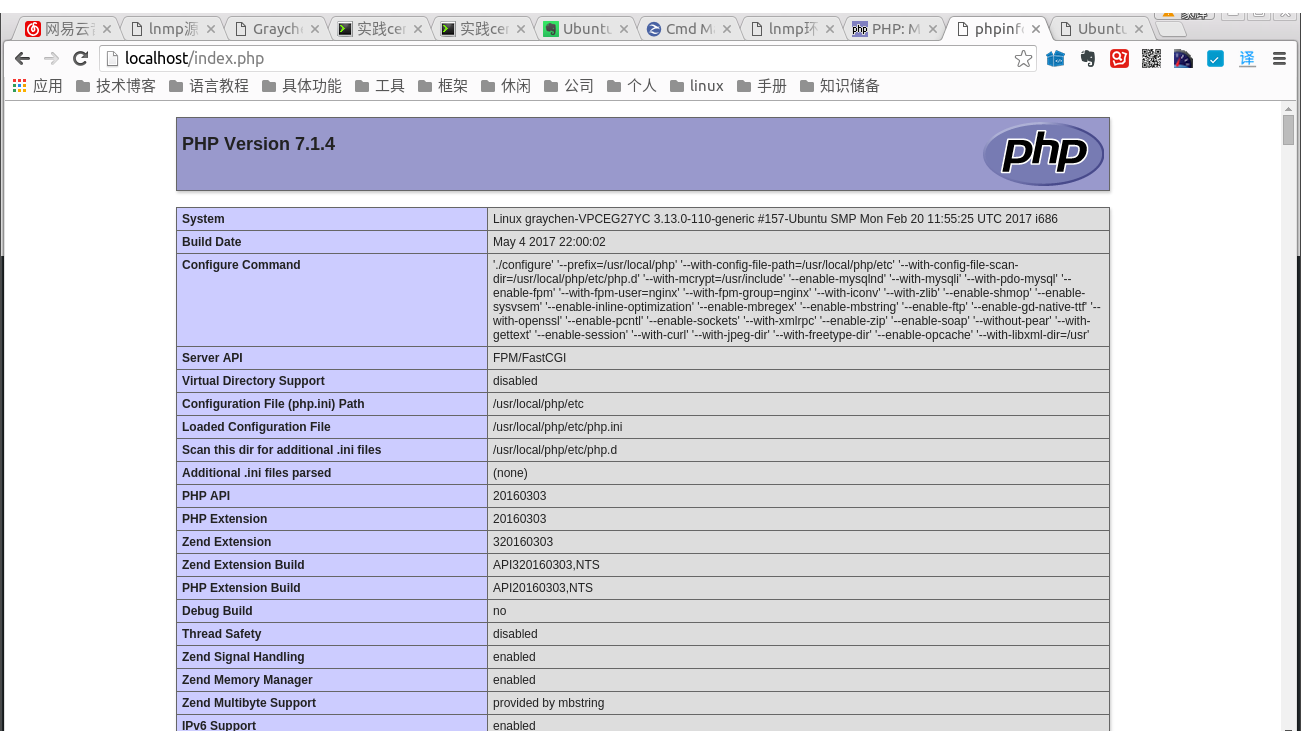 网易云音 lnmp源 Graychen 实践cen 实践cen Ubuntu Cmd Ma lnmp环 PHP: M phpinfo Ubuntu
localhost/index.php
应用 技术博客 语言教程 具体功能 工具 框架 休闲 公司 个人 linux 手册 知识储备
PHP Version 7.1.4
php
System Linux graychen-VPCEG27YC 3.13.0-110-generic #157-Ubuntu SMP Mon Feb 20 11:55:25 UTC 2017 i686
Build Date May 4 2017 22:00:02
Configure Command './configure' '--prefix=/usr/local/php' '--with-config-file-path=/usr/local/php/etc' '--with-config-file-scan-
dir=/usr/local/php/etc/php.d' '--with-mcrypt=/usr/include' '--enable-mysqlnd' '--with-mysqli' '--with-pdo-mysql' '--
enable-fpm' '--with-fpm-user=nginx' '--with-fpm-group=nginx' '--with-iconv' '--with-zlib' '--enable-shmop' '--enable-
sysvsem' '--enable-inline-optimization' '--enable-mbregex' '--enable-mbstring' '--enable-ftp' '--enable-gd-native-ttf' '--
with-openssl' '--enable-pcntl' '--enable-sockets' '--with-xmlrpc' '--enable-zip' '--enable-soap' '--without-pear' '--with-
gettext' '--enable-session' '--with-curl' '--with-jpeg-dir' '--with-freetype-dir' '--enable-opcache' '--with-libxml-dir=/usr'
Server API FPM/FastCGI
Virtual Directory Support disabled
Configuration File (php.ini) Path /usr/local/php/etc
Loaded Configuration File /usr/local/php/etc/php.ini
Scan this dir for additional .ini files /usr/local/php/etc/php.d
Additional .ini files parsed (none)
PHP API 20160303
PHP Extension 20160303
Zend Extension 320160303
Zend Extension Build API320160303,NTS
PHP Extension Build API20160303,NTS
Debug Build no
Thread Safety disabled
Zend Signal Handling enabled
Zend Memory Manager enabled
Zend Multibyte Support provided by mbstring
IPv6 Support enabled